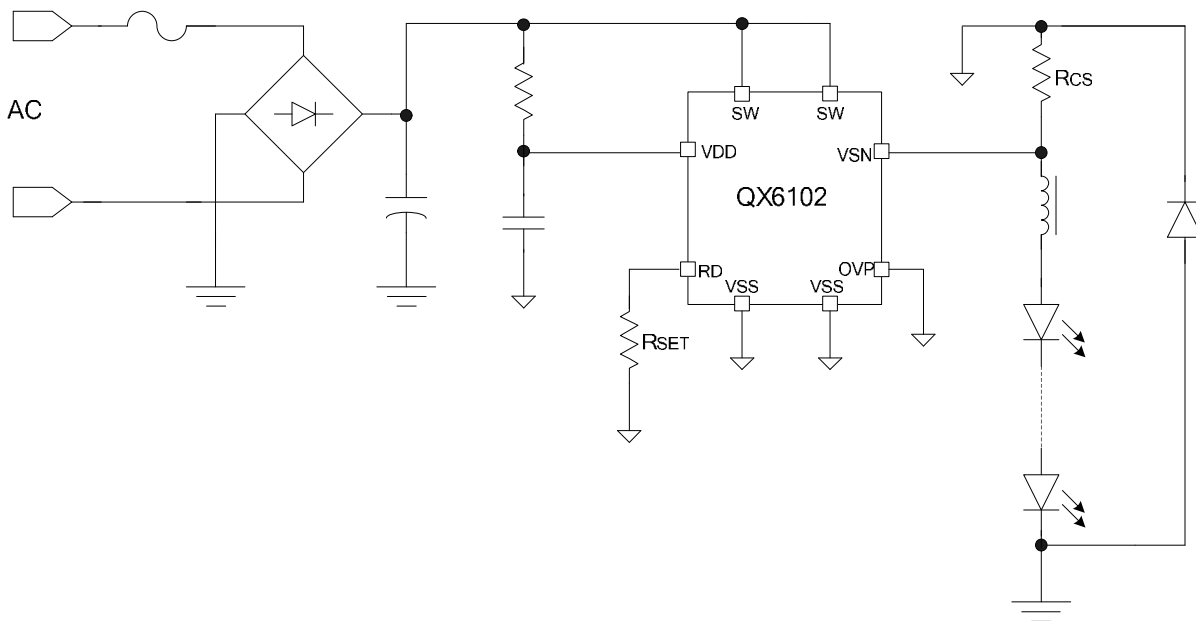 AC
RCS
SW
SW
VDD
VSN
QX6102
RD
OVP
VSS
VSS
RSET